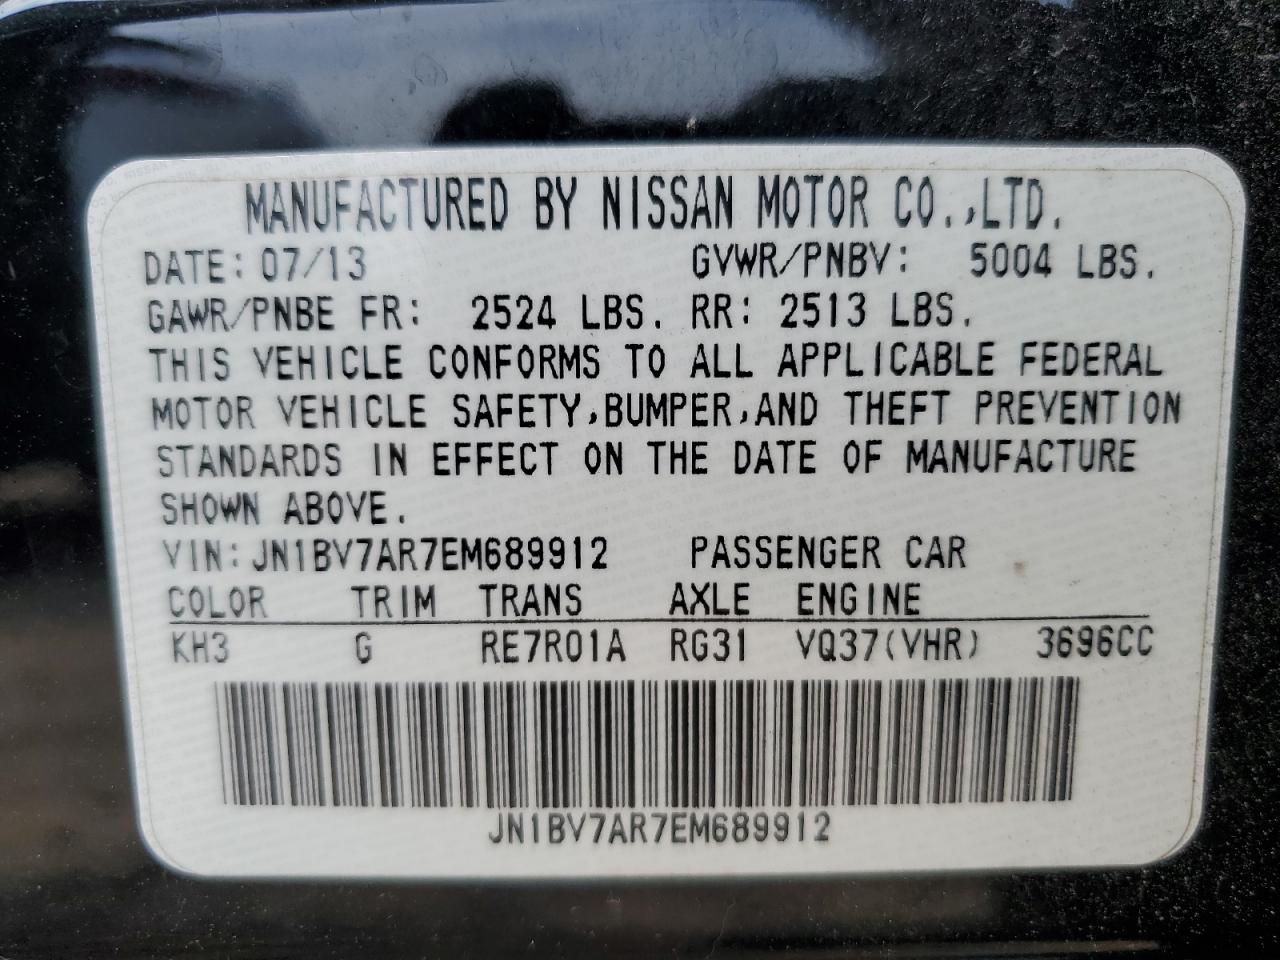 MANUFACTURED BY NISSAN MOTOR CO.,LTD.
DATE: 07/13 GVWR/PNBV: 5004 LBS.
GAWR/PNBE FR: 2524 LBS. RR: 2513 LBS.
THIS VEHICLE CONFORMS TO ALL APPLICABLE FEDERAL
MOTOR VEHICLE SAFETY,BUMPER,AND THEFT PREVENTION
STANDARDS IN EFFECT ON THE DATE OF MANUFACTURE
SHOWN ABOVE.
VIN:JN1BV7AR7EM689912 PASSENGER CAR
COLOR TRIM TRANS AXLE ENGINE
KH3 G RE7R01A RG31 VQ37(VHR) 3696CC
JN1BV7AR7EM689912